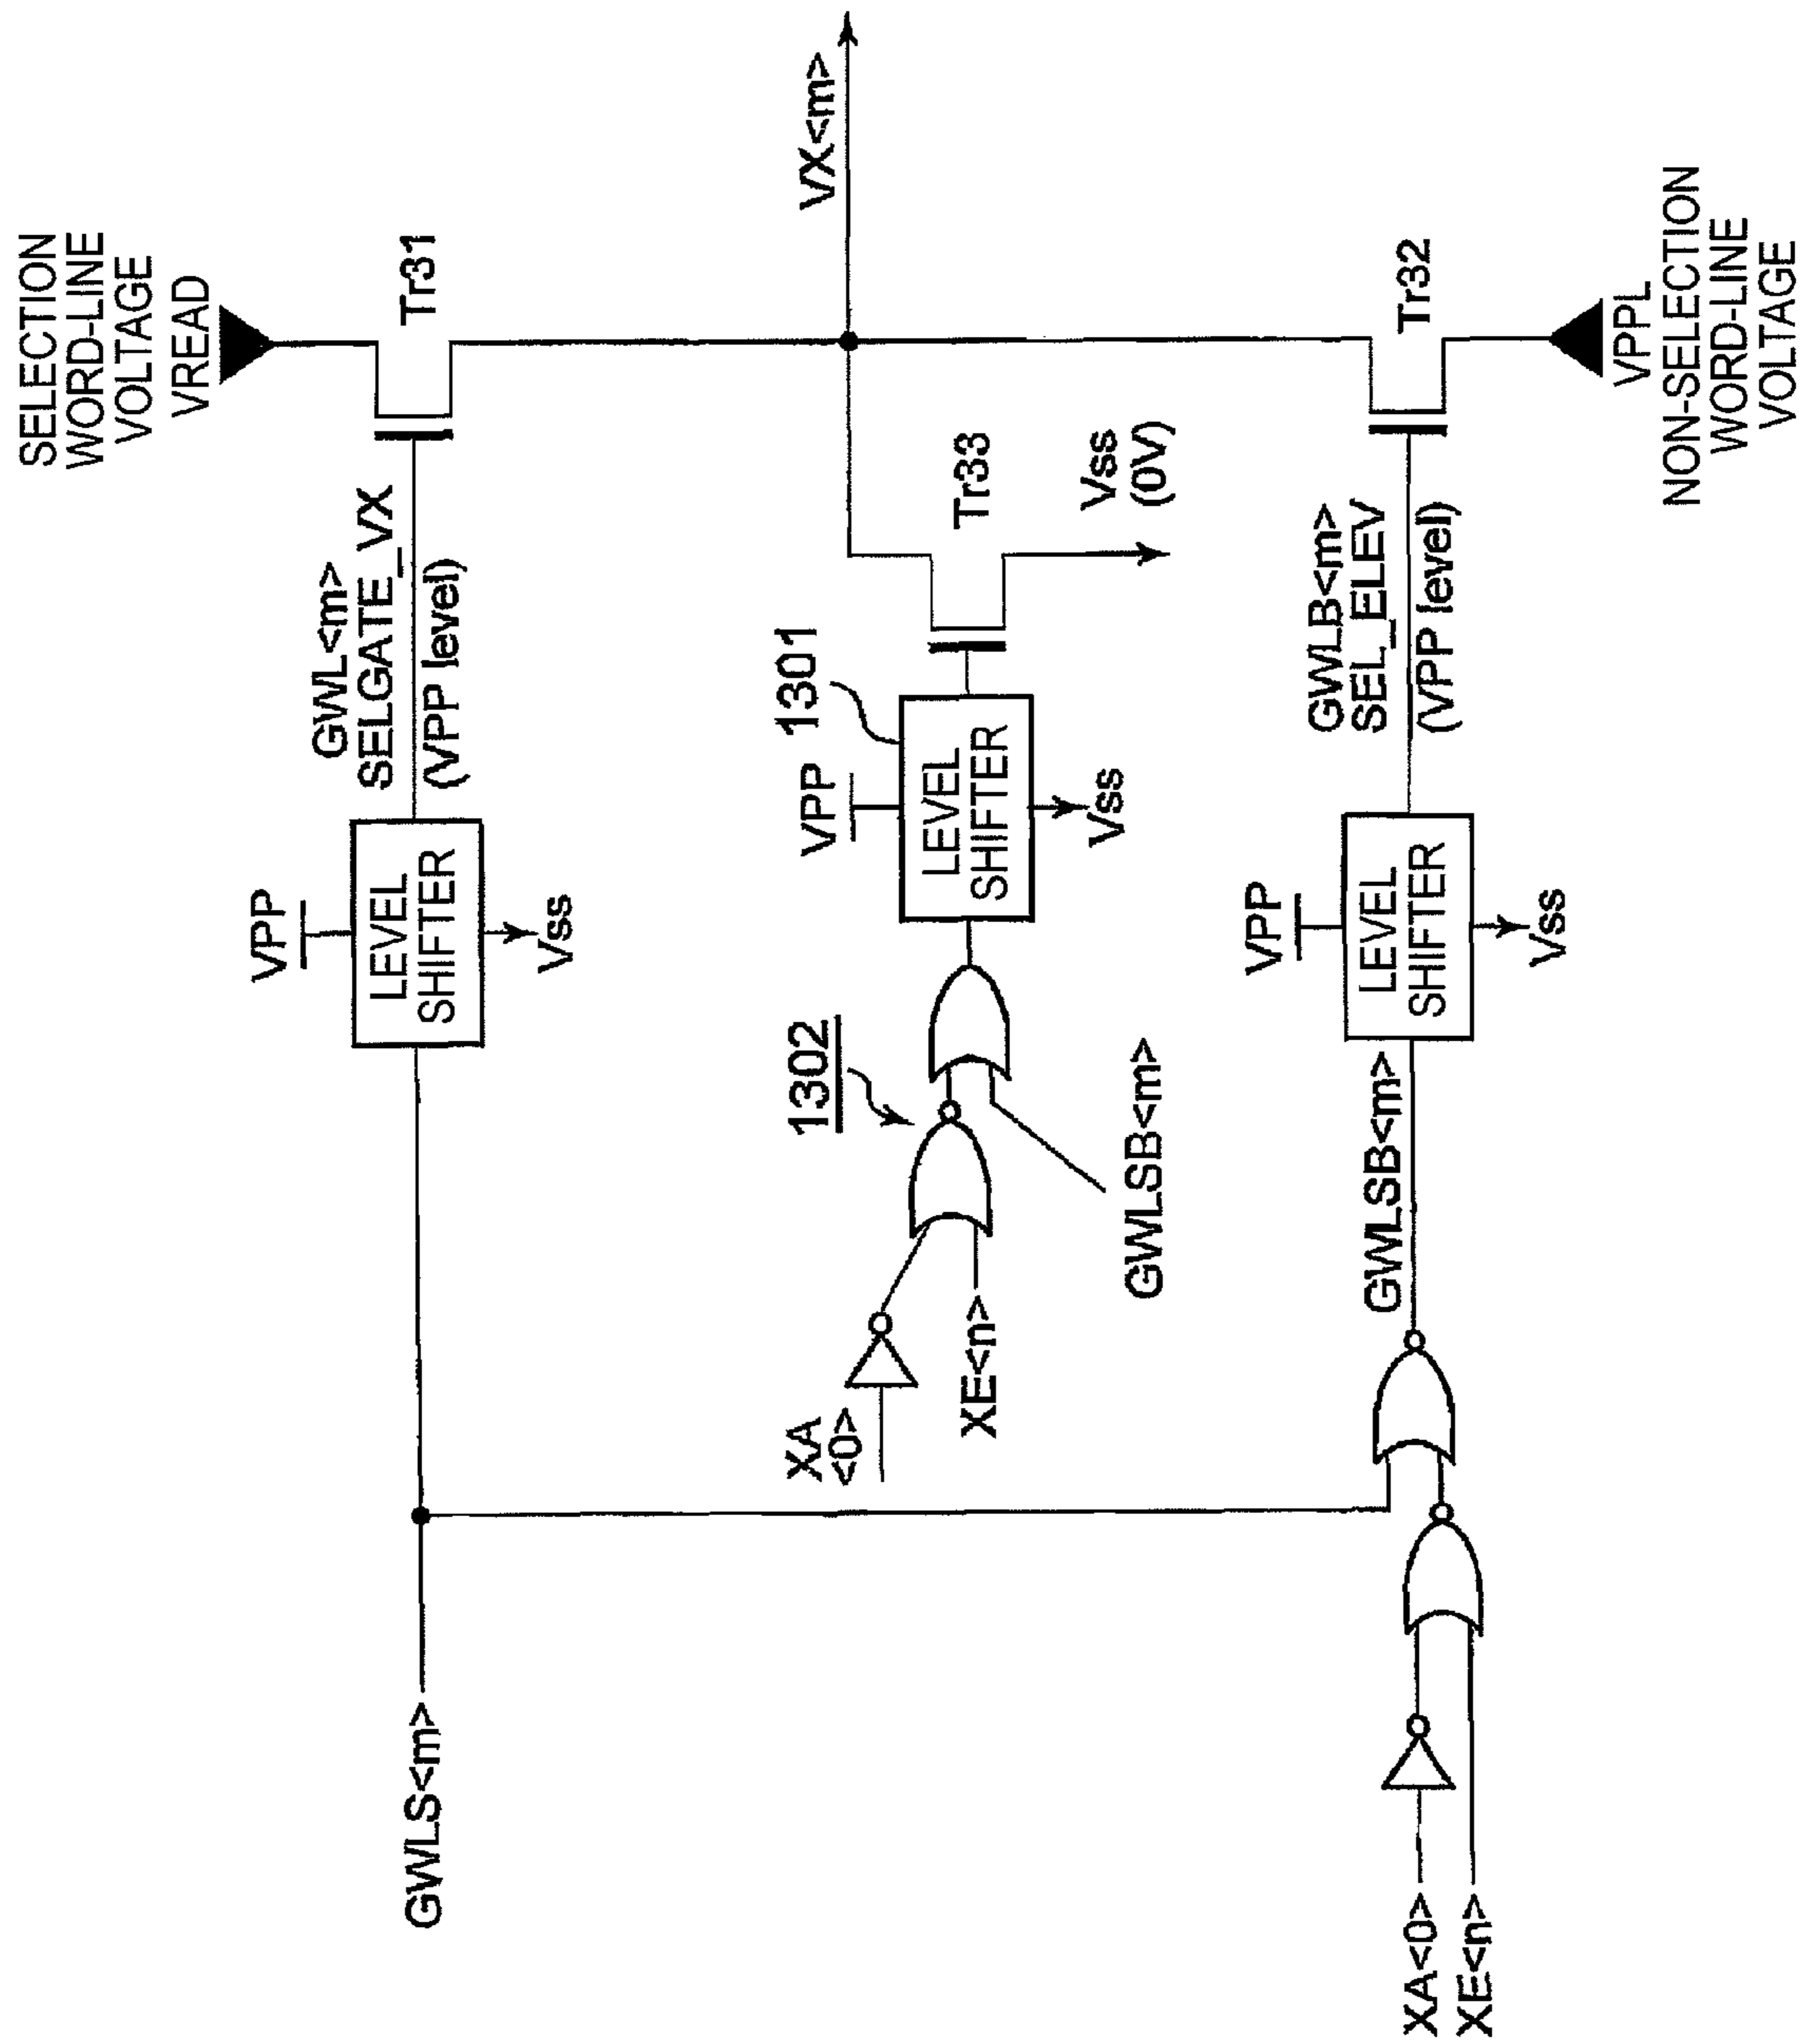 SELECTION
WORD-LINE
VOLTAGE
VREAD
Tr31
GWL<m>
SELGATE_VX
(VPP level)
VPP
LEVEL
SHIFTER
Vss
GWLS<m>
VX<m>
Tr33
Vss
(0V)
1301
VPP
LEVEL
SHIFTER
Vss
1302
XA
<0>
XE<n>
GWLSB<m>
Tr32
VPPL
NON-SELECTION
WORD-LINE
VOLTAGE
GWLB<m>
SEL_ELEV
(VPP level)
VPP
LEVEL
SHIFTER
Vss
GWLSB<m>
XA<0>
XE<n>